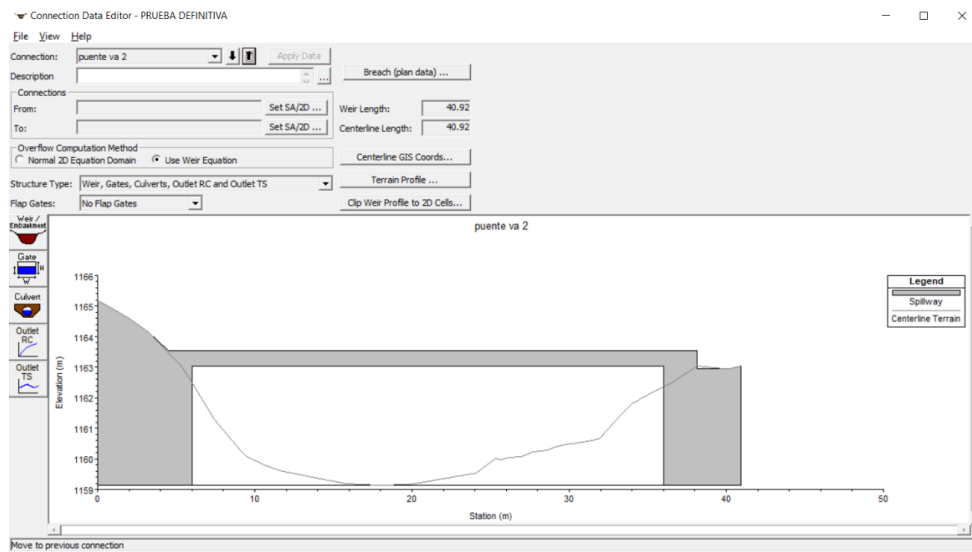 Connection Data Editor - PRUEBA DEFINITIVA
File View Help
Connection: puente va 2 Apply Data
Description ... Breach (plan data) ...
Connections
From: Set SA/2D ... Weir Length: 40.92
To: Set SA/2D ... Centerline Length: 40.92
Overflow Computation Method
Normal 2D Equation Domain Use Weir Equation Centerline GIS Coords...
Structure Type: Weir, Gates, Culverts, Outlet RC and Outlet TS Terrain Profile ...
Flap Gates: No Flap Gates Clip Weir Profile to 2D Cells...
Weir / Embankment
Gate
H
W
Culvert
Outlet RC
Outlet TS
puente va 2
1166
1165
1164
1163
1162
1161
1160
1159
Elevation (m)
0 10 20 30 40 50
Station (m)
Legend
Spillway
Centerline Terrain
Move to previous connection